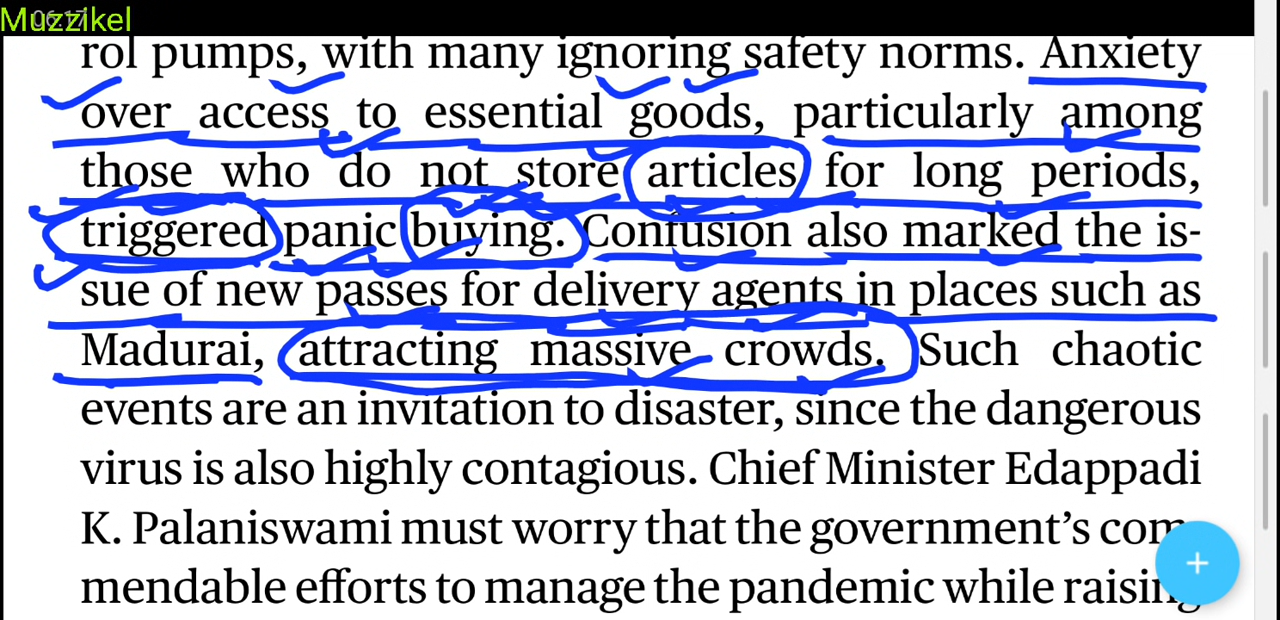 Muzzikel
06:17
rol pumps, with many ignoring safety norms. Anxiety
over access to essential goods, particularly among
those who do not store articles for long periods,
triggered panic buying. Confusion also marked the is-
sue of new passes for delivery agents in places such as
Madurai, attracting massive crowds. Such chaotic
events are an invitation to disaster, since the dangerous
virus is also highly contagious. Chief Minister Edappadi
K. Palaniswami must worry that the government’s com-
mendable efforts to manage the pandemic while raising